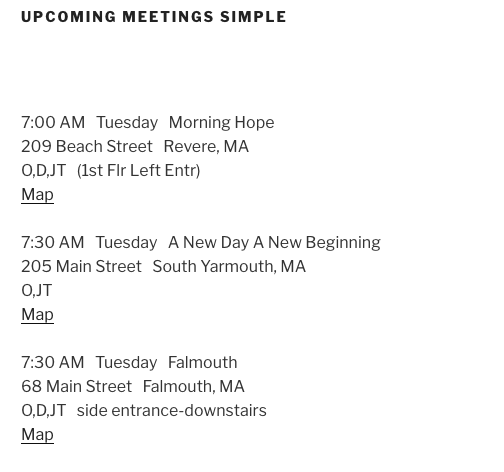 UPCOMING MEETINGS SIMPLE
7:00 AM Tuesday Morning Hope
209 Beach Street Revere, MA
O,D,JT (1st Flr Left Entr)
Map
7:30 AM Tuesday A New Day A New Beginning
205 Main Street South Yarmouth, MA
O,JT
Map
7:30 AM Tuesday Falmouth
68 Main Street Falmouth, MA
O,D,JT side entrance-downstairs
Map